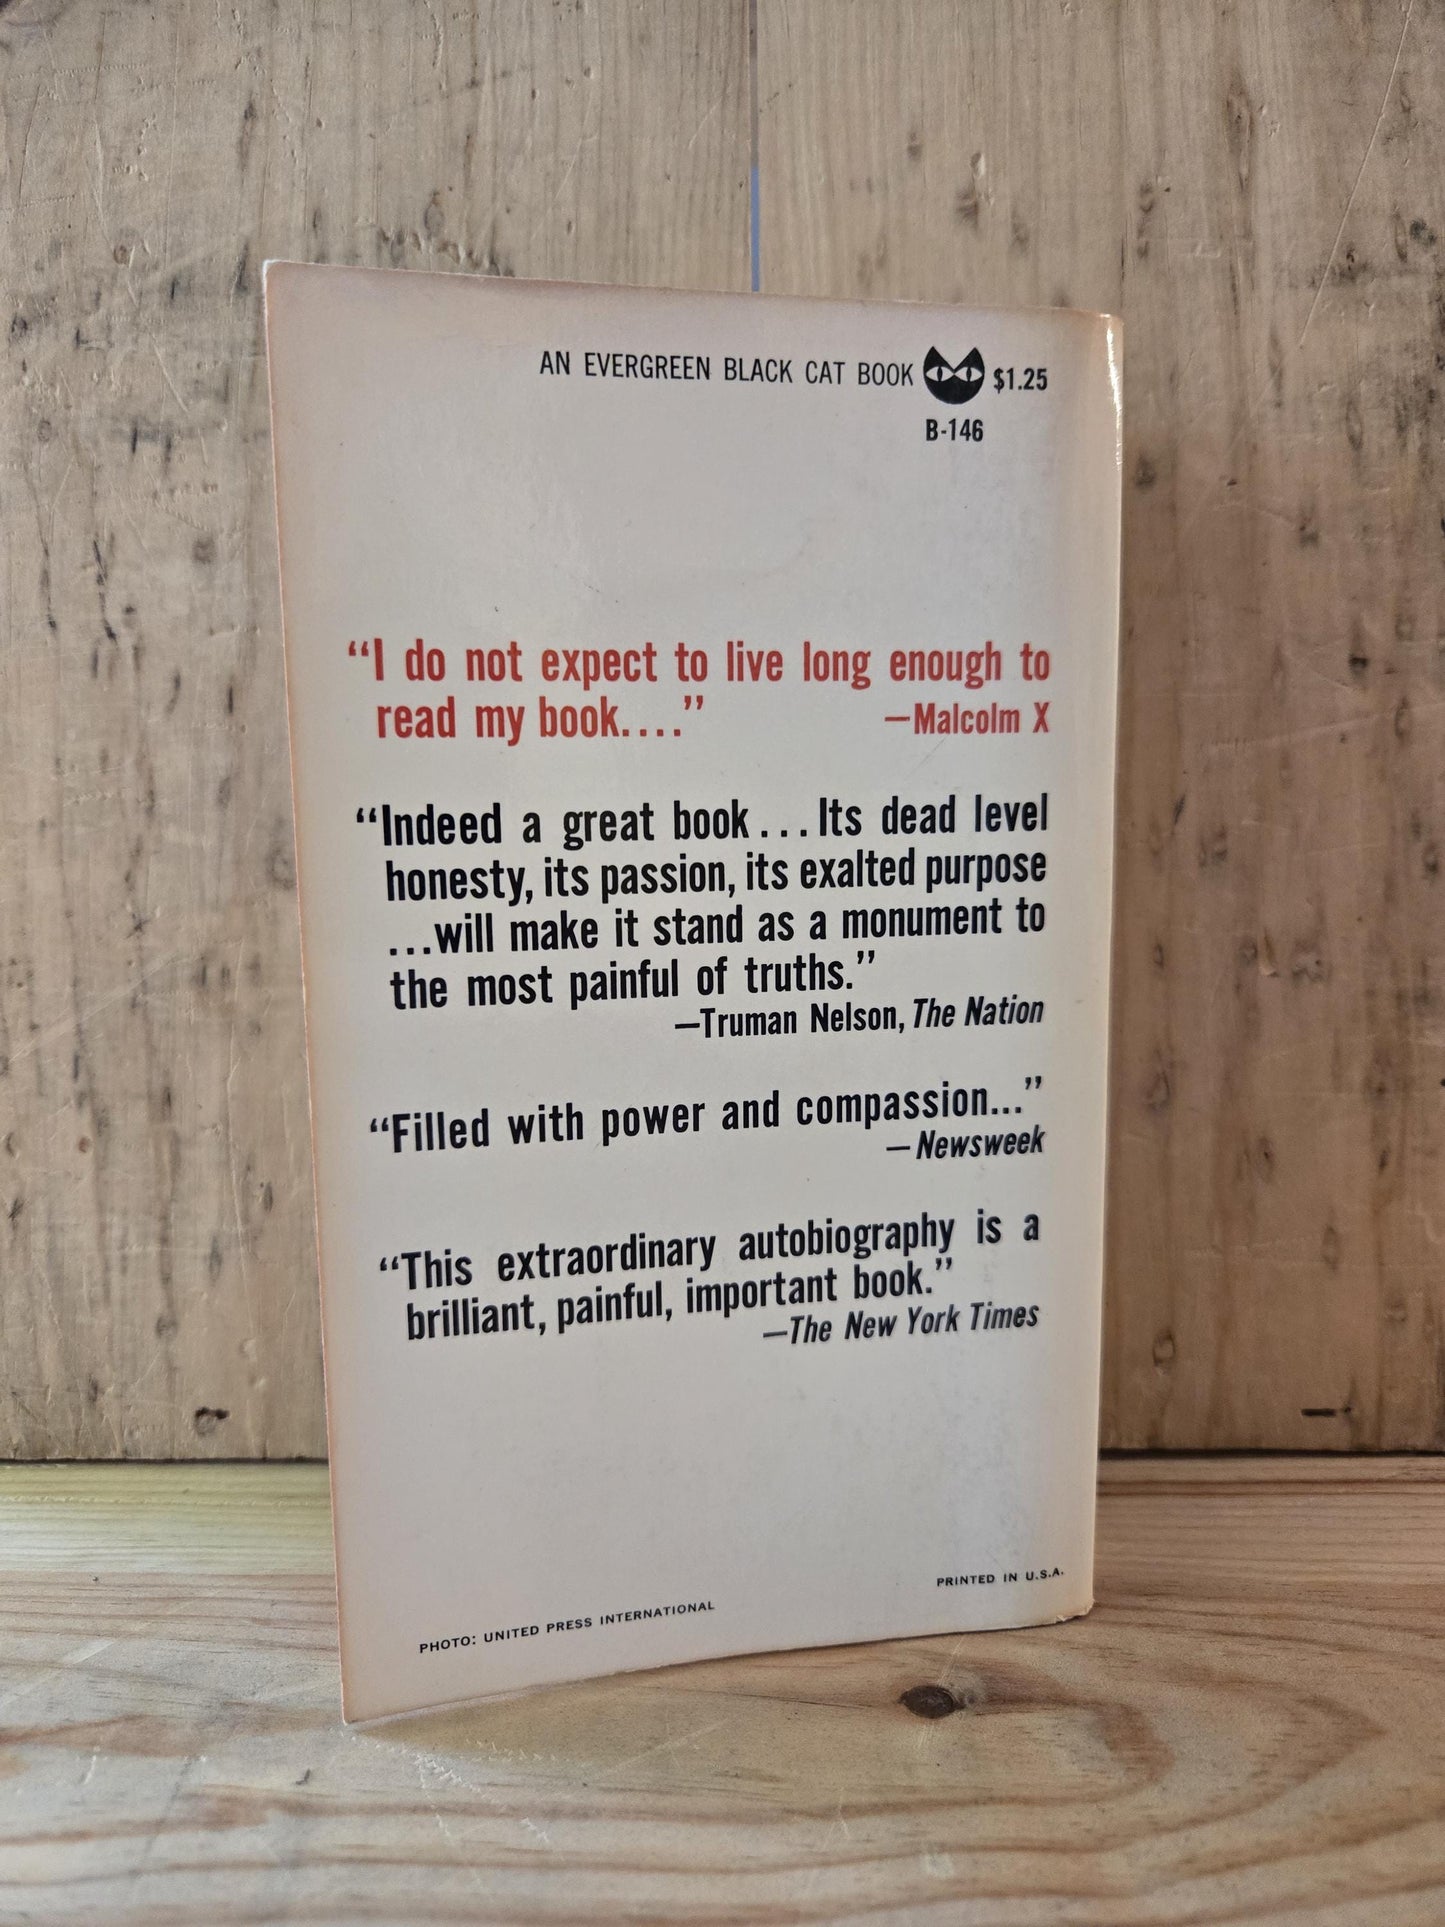 AN EVERGREEN BLACK CAT BOOK $1.25
B-146
“I do not expect to live long enough to
read my book....” —Malcolm X
“Indeed a great book...Its dead level
honesty, its passion, its exalted purpose
...will make it stand as a monument to
the most painful of truths.”
—Truman Nelson, The Nation
“Filled with power and compassion...”
—Newsweek
“This extraordinary autobiography is a
brilliant, painful, important book.”
—The New York Times
PHOTO: UNITED PRESS INTERNATIONAL
PRINTED IN U.S.A.